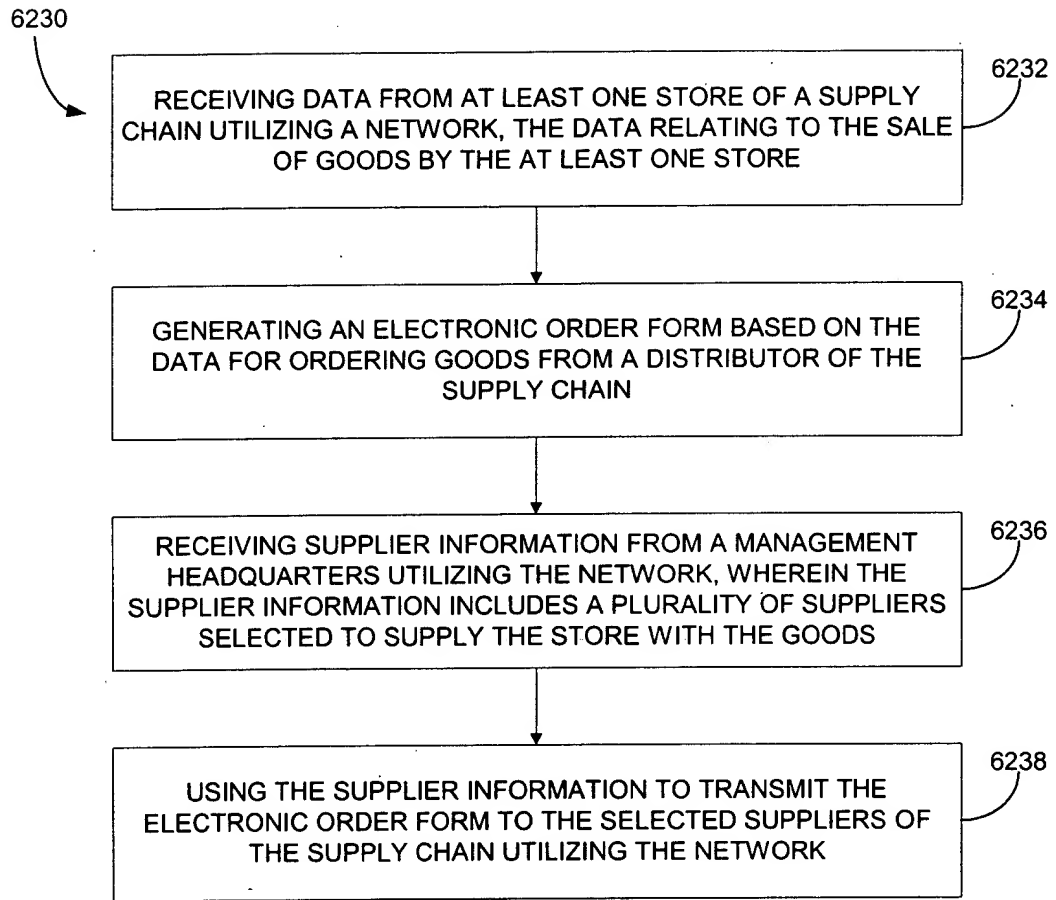 6230
6232
RECEIVING DATA FROM AT LEAST ONE STORE OF A SUPPLY
CHAIN UTILIZING A NETWORK, THE DATA RELATING TO THE SALE
OF GOODS BY THE AT LEAST ONE STORE
6234
GENERATING AN ELECTRONIC ORDER FORM BASED ON THE
DATA FOR ORDERING GOODS FROM A DISTRIBUTOR OF THE
SUPPLY CHAIN
6236
RECEIVING SUPPLIER INFORMATION FROM A MANAGEMENT
HEADQUARTERS UTILIZING THE NETWORK, WHEREIN THE
SUPPLIER INFORMATION INCLUDES A PLURALITY OF SUPPLIERS
SELECTED TO SUPPLY THE STORE WITH THE GOODS
6238
USING THE SUPPLIER INFORMATION TO TRANSMIT THE
ELECTRONIC ORDER FORM TO THE SELECTED SUPPLIERS OF
THE SUPPLY CHAIN UTILIZING THE NETWORK